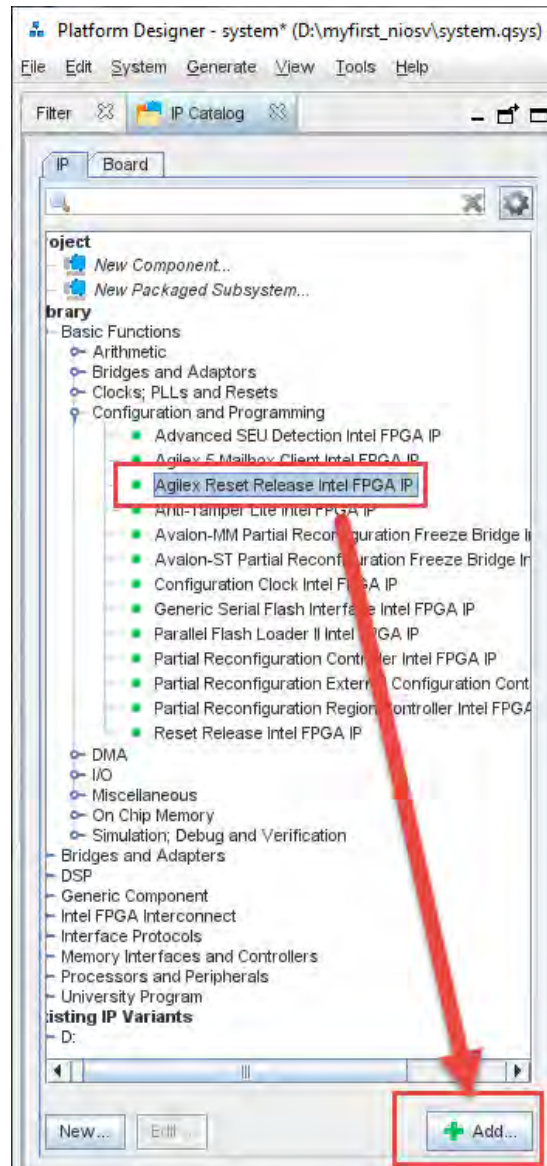 Platform Designer - system* (D:\myfirst_niosv\system.qsys)
File Edit System Generate View Tools Help
Filter IP Catalog
IP Board
oject
New Component...
New Packaged Subsystem...
brary
Basic Functions
Arithmetic
Bridges and Adaptors
Clocks; PLLs and Resets
Configuration and Programming
Advanced SEU Detection Intel FPGA IP
Agilex 5 Mailbox Client Intel FPGA IP
Agilex Reset Release Intel FPGA IP
Anti-Tamper Lite Intel FPGA IP
Avalon-MM Partial Reconfiguration Freeze Bridge I
Avalon-ST Partial Reconfiguration Freeze Bridge In
Configuration Clock Intel FPGA IP
Generic Serial Flash Interface Intel FPGA IP
Parallel Flash Loader II Intel FPGA IP
Partial Reconfiguration Controller Intel FPGA IP
Partial Reconfiguration External Configuration Cont
Partial Reconfiguration Region Controller Intel FPGA
Reset Release Intel FPGA IP
DMA
I/O
Miscellaneous
On Chip Memory
Simulation; Debug and Verification
Bridges and Adapters
DSP
Generic Component
Intel FPGA Interconnect
Interface Protocols
Memory Interfaces and Controllers
Processors and Peripherals
University Program
isting IP Variants
D:
New... Edit... Add...